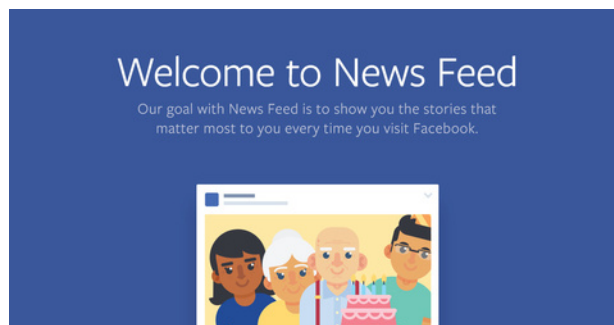 Welcome to News Feed
Our goal with News Feed is to show you the stories that
matter most to you every time you visit Facebook.